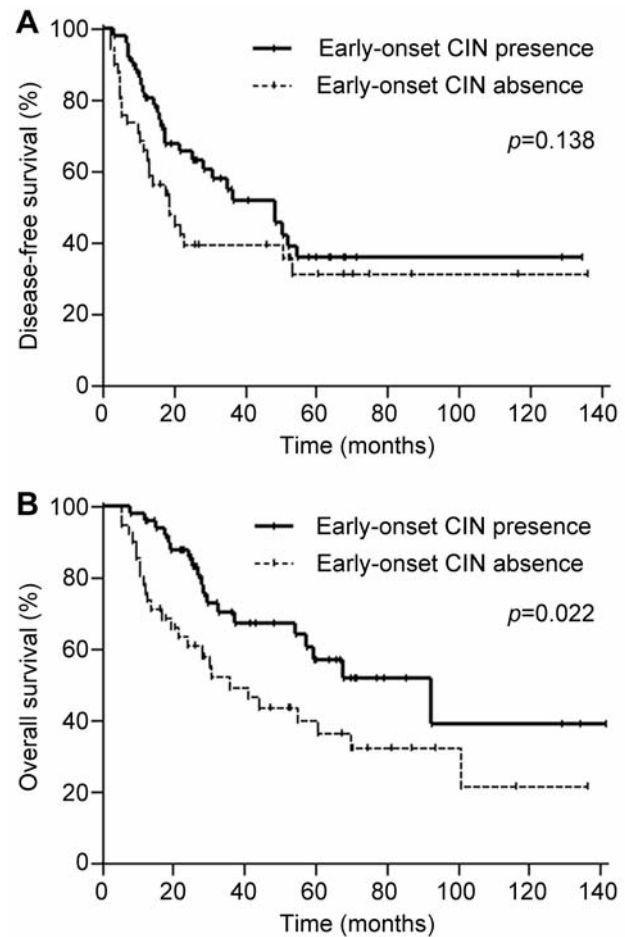 A
Early-onset CIN presence
Early-onset CIN absence
p=0.138
Disease-free survival (%)
100
80
60
40
20
0
0 20 40 60 80 100 120 140
Time (months)
B
Early-onset CIN presence
Early-onset CIN absence
p=0.022
Overall survival (%)
100
80
60
40
20
0
0 20 40 60 80 100 120 140
Time (months)